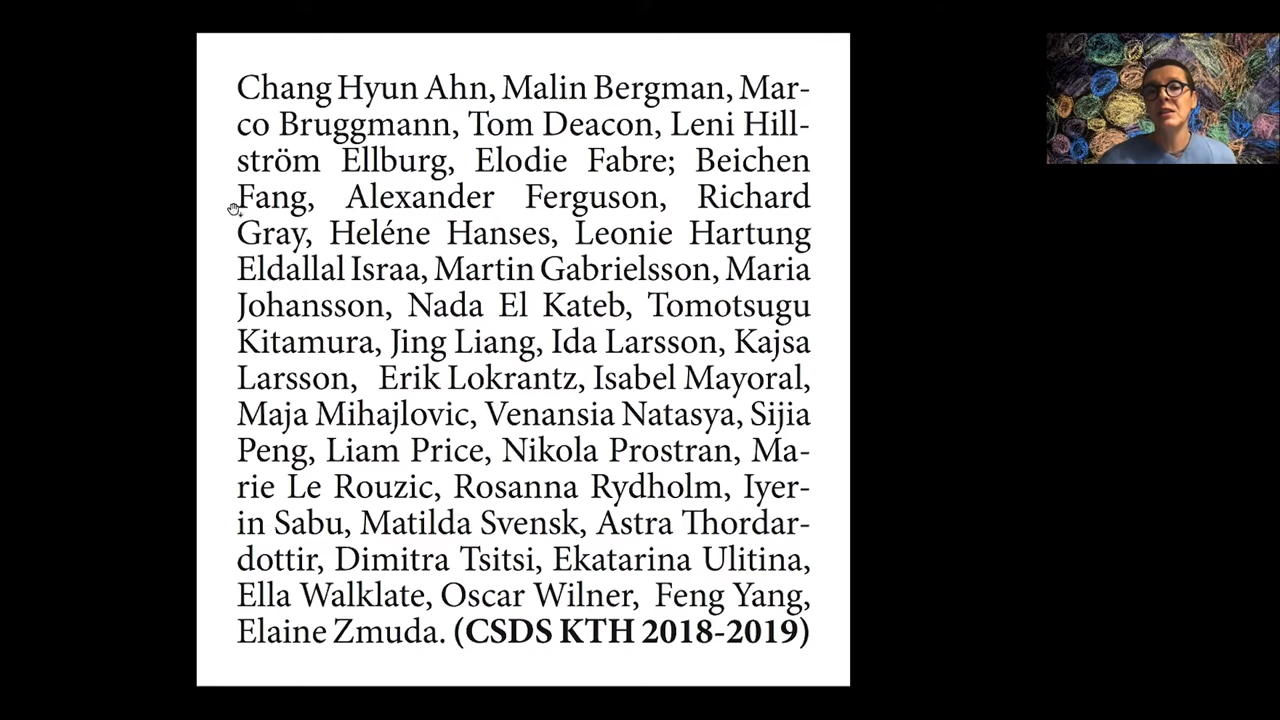 Chang Hyun Ahn, Malin Bergman, Mar-
co Bruggmann, Tom Deacon, Leni Hill-
ström Ellburg, Elodie Fabre; Beichen
Fang, Alexander Ferguson, Richard
Gray, Heléne Hanses, Leonie Hartung
Eldallal Israa, Martin Gabrielsson, Maria
Johansson, Nada El Kateb, Tomotsugu
Kitamura, Jing Liang, Ida Larsson, Kajsa
Larsson, Erik Lokrantz, Isabel Mayoral,
Maja Mihajlovic, Venansia Natasya, Sijia
Peng, Liam Price, Nikola Prostran, Ma-
rie Le Rouzic, Rosanna Rydholm, Iyer-
in Sabu, Matilda Svensk, Astra Thordar-
dottir, Dimitra Tsitsi, Ekatarina Ulitina,
Ella Walklate, Oscar Wilner, Feng Yang,
Elaine Zmuda. (CSDS KTH 2018-2019)